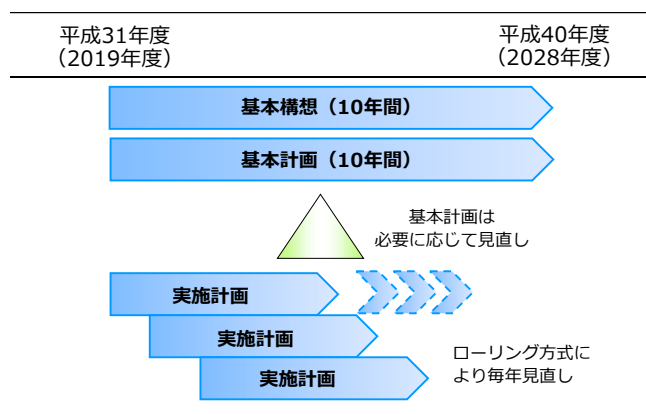 平成31年度
（2019年度）
平成40年度
（2028年度）
基本構想（10年間）
基本計画（10年間）
基本計画は
必要に応じて見直し
実施計画
実施計画
実施計画
ローリング方式に
より毎年見直し